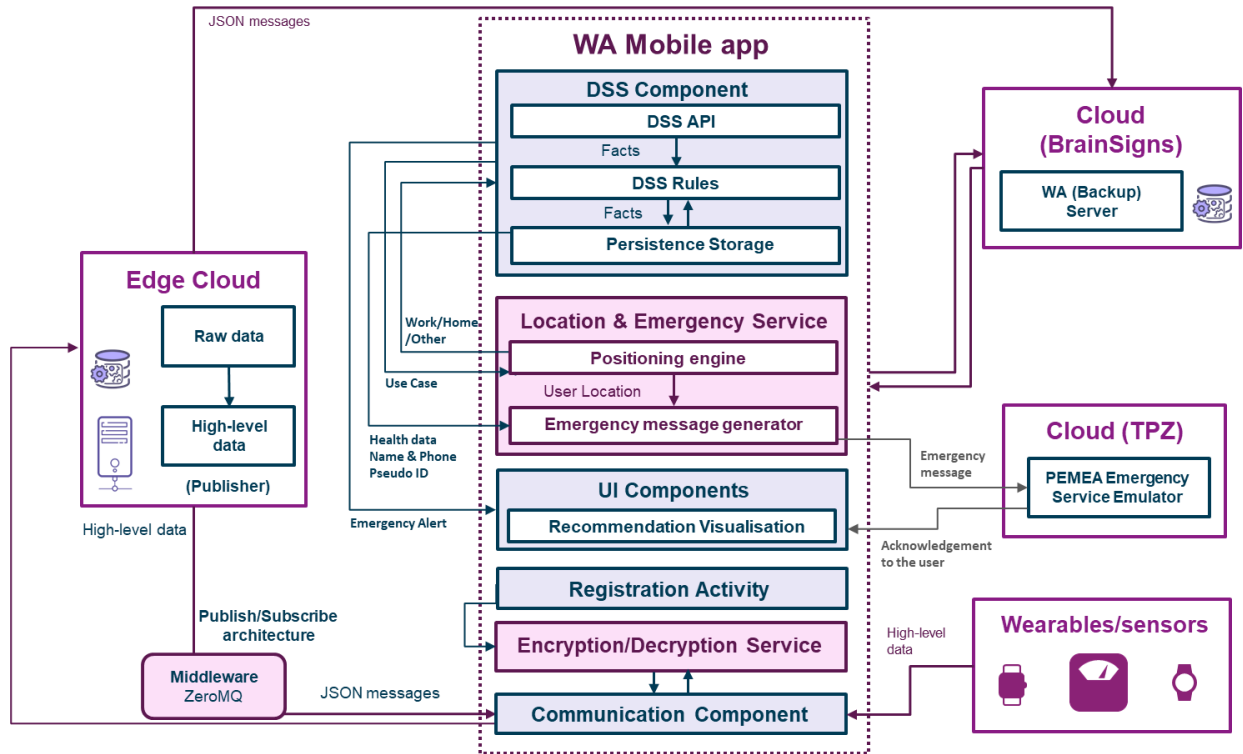 JSON messages
WA Mobile app
DSS Component
DSS API
Facts
DSS Rules
Facts
Persistence Storage
Cloud
(BrainSigns)
WA (Backup)
Server
Edge Cloud
Raw data
High-level
data)
(Publisher)
High-level data
Work/Home
/Other
Use Case
Health data
Name & Phone
Pseudo ID
Emergency Alert
Location & Emergency Service
Positioning engine
User Location
Emergency message generator
Emergency
message
Cloud (TPZ)
PEMEA Emergency
Service Emulator
Acknowledgement
to the user
UI Components
Recommendation Visualisation
Registration Activity
Publish/Subscribe
architecture
Encryption/Decryption Service
High-level
data
Wearables/sensors
Middleware
ZeroMQ
JSON messages
Communication Component